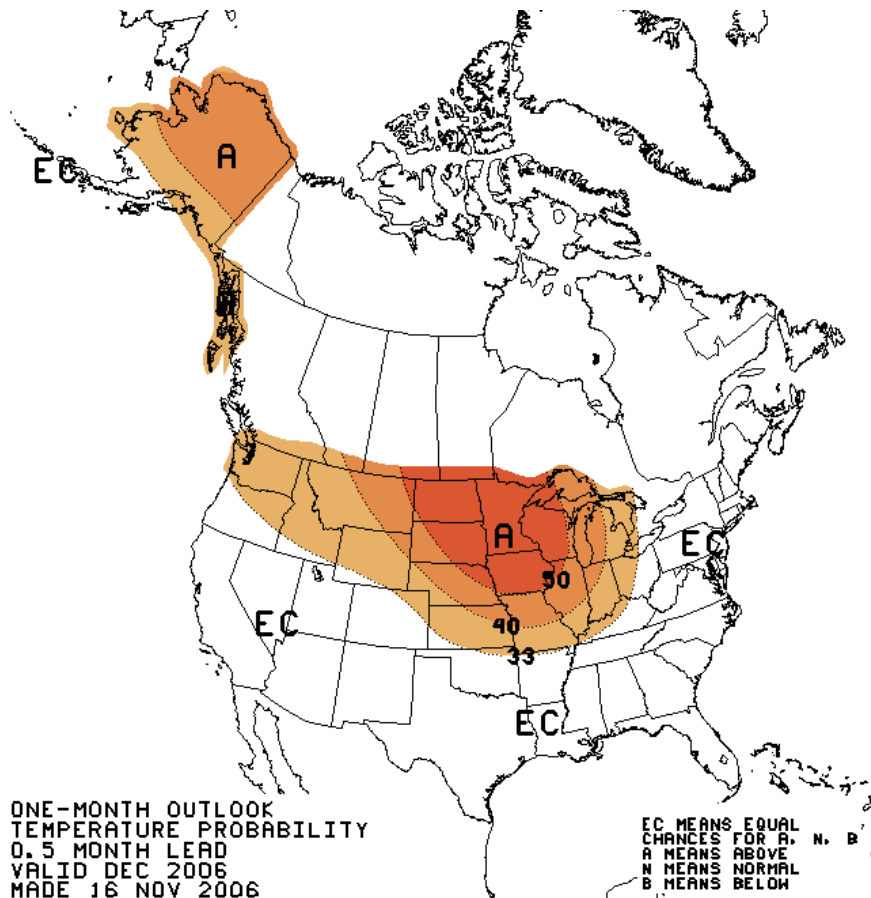 A
EC
A
EC
50
EC
40
33
EC
ONE-MONTH OUTLOOK
TEMPERATURE PROBABILITY
0.5 MONTH LEAD
VALID DEC 2006
MADE 16 NOV 2006
EC MEANS EQUAL
CHANCES FOR A, N, B
A MEANS ABOVE
N MEANS NORMAL
B MEANS BELOW